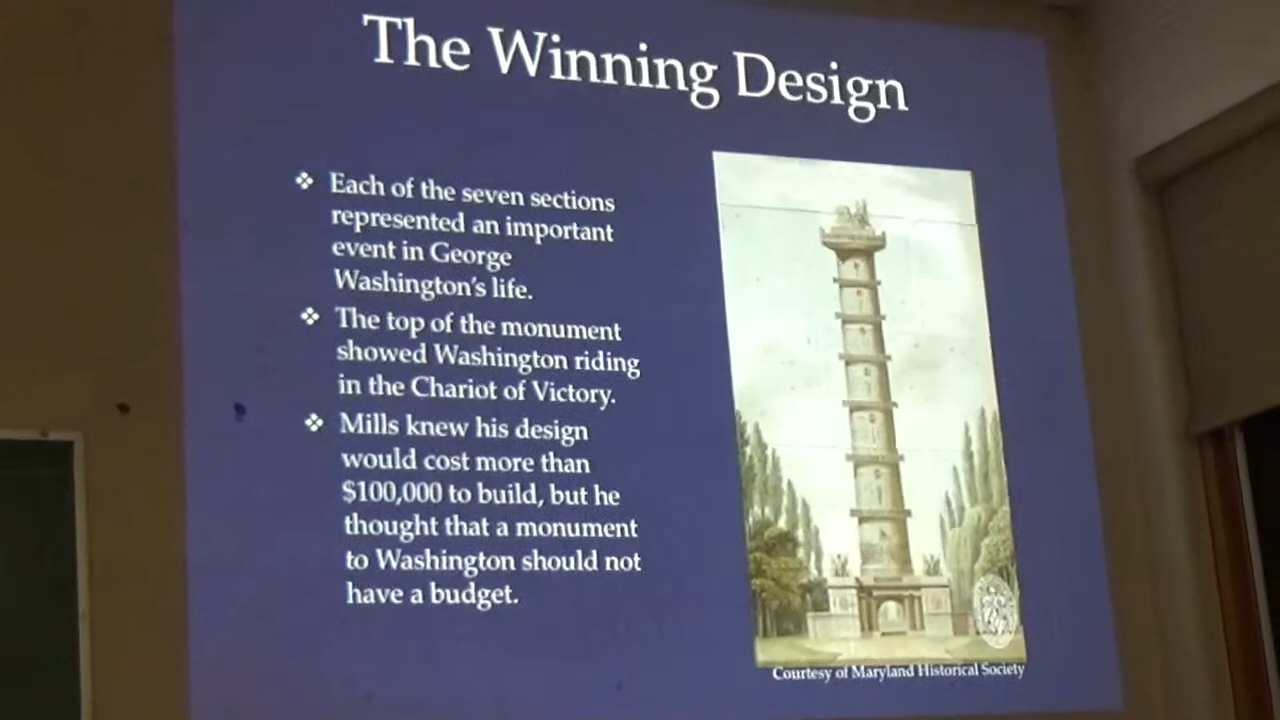 The Winning Design
❖ Each of the seven sections
represented an important
event in George
Washington's life.
❖ The top of the monument
showed Washington riding
in the Chariot of Victory.
❖ Mills knew his design
would cost more than
$100,000 to build, but he
thought that a monument
to Washington should not
have a budget.
Courtesy of Maryland Historical Society